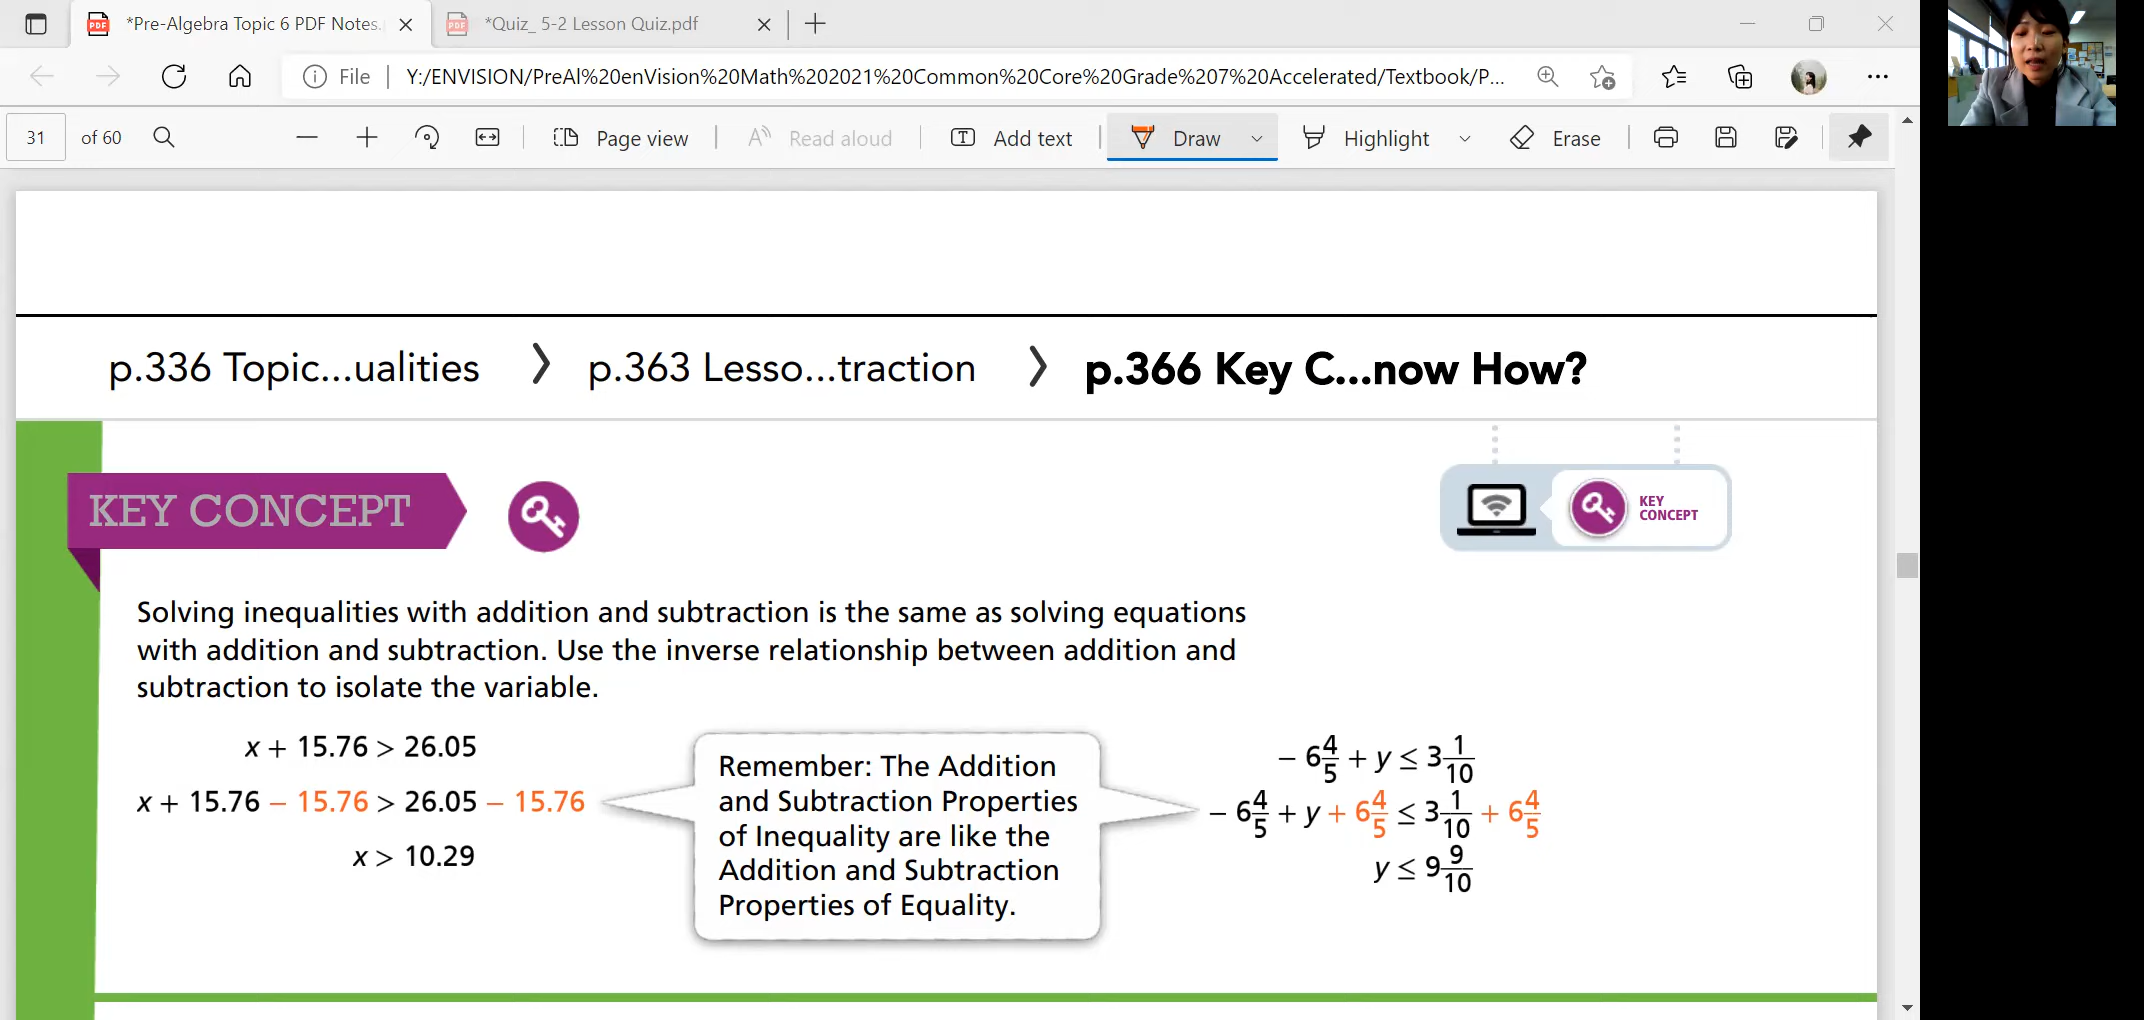 *Pre-Algebra Topic 6 PDF Notes.
*Quiz_ 5-2 Lesson Quiz.pdf
File
Y:/ENVISION/PreAl%20enVision%20Math%202021%20Common%20Core%20Grade%207%20Accelerated/Textbook/P...
31 of 60
Page view
Read aloud
Add text
Draw
Highlight
Erase
p.336 Topic...ualities > p.363 Lesso...traction > p.366 Key C...now How?
KEY CONCEPT
KEY
CONCEPT
Solving inequalities with addition and subtraction is the same as solving equations
with addition and subtraction. Use the inverse relationship between addition and
subtraction to isolate the variable.
x + 15.76 > 26.05
x + 15.76 − 15.76 > 26.05 − 15.76
x > 10.29
Remember: The Addition
and Subtraction Properties
of Inequality are like the
Addition and Subtraction
Properties of Equality.
− 6 4/5 + y ≤ 3 1/10
− 6 4/5 + y + 6 4/5 ≤ 3 1/10 + 6 4/5
y ≤ 9 9/10